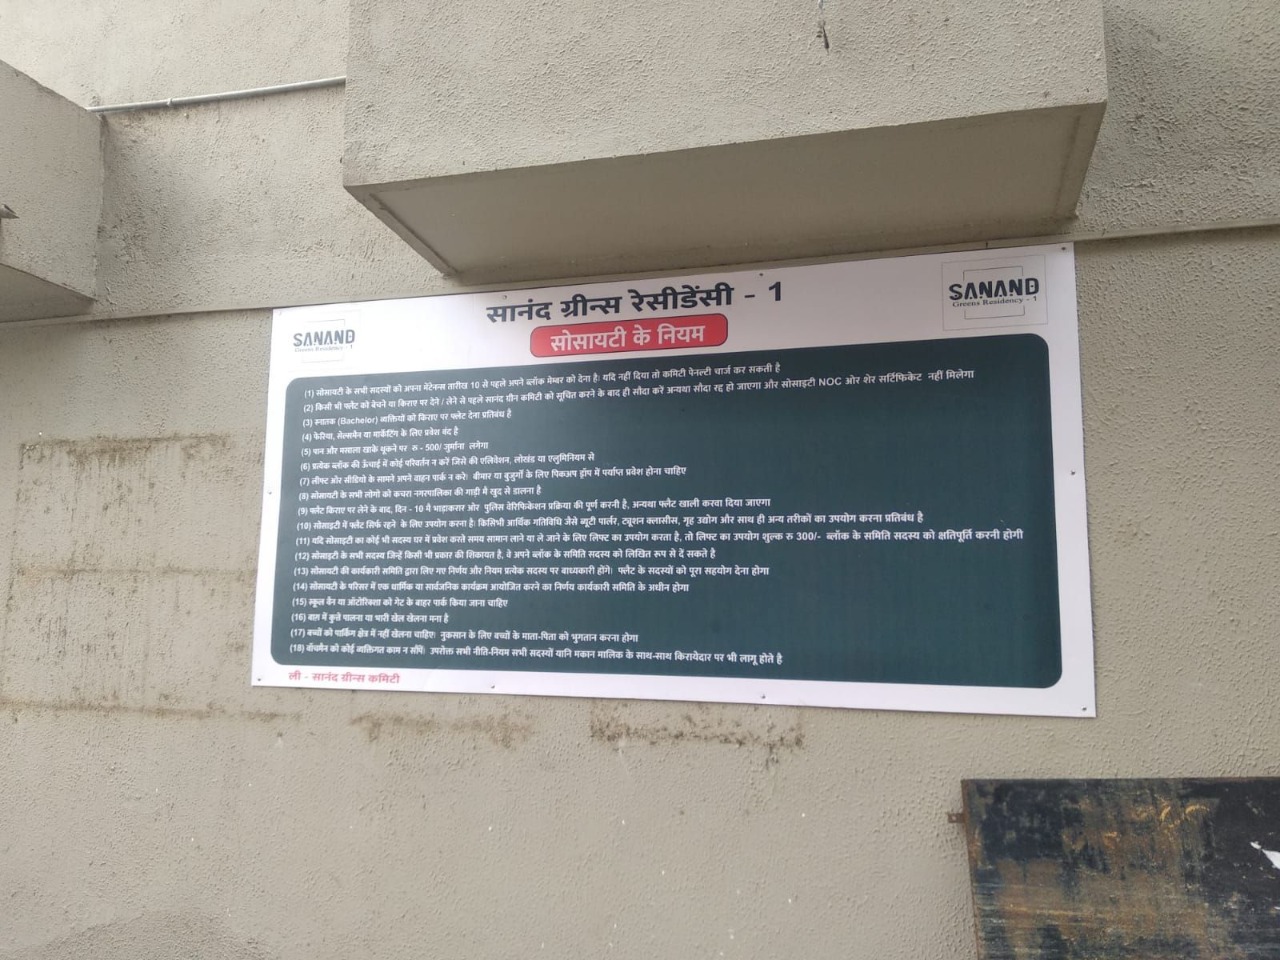 सानंद ग्रीन्स रेसीडेंसी - 1
SANAND
Greens Residency - 1
SANAND
Greens Residency - 1
सोसायटी के नियम
(1) सोसायटी के सभी सदस्यों को अपना मेंटेनन्स तारीख 10 से पहले अपने ब्लॉक मेम्बर को देना है। यदि नहीं दिया तो कमिटी पेनल्टी चार्ज कर सकती है
(2) किसी भी फ्लैट को बेचने या किराए पर देने / लेने से पहले सानंद ग्रीन कमिटी को सूचित करने के बाद ही सौदा करें अन्यथा सौदा रद्द हो जाएगा और सोसाइटी NOC ओर शेर सर्टिफिकेट नहीं मिलेगा
(3) स्नातक (Bachelor) व्यक्तियों को किराए पर फ्लैट देना प्रतिबंध है
(4) फेरिया, सेल्समैन या मार्केटिंग के लिए प्रवेश बंद है
(5) पान और मसाला खाके थूकने पर रु - 500/ जुर्माना लगेगा
(6) प्रत्येक ब्लॉक की ऊंचाई में कोई परिवर्तन न करें जिसे की एलिवेशन, लोखंड या एलुमिनियम से
(7) लीफ्ट ओर सीडियो के सामने अपने वाहन पार्क न करें। बीमार या बुजुर्गों के लिए पिकअप ड्रॉप में पर्याप्त प्रवेश होना चाहिए
(8) सोसायटी के सभी लोगो को कचरा नगरपालिका की गाड़ी में खुद से डालना है
(9) फ्लैट किराए पर लेने के बाद, दिन - 10 में भाड़ाकरार ओर पुलिस वेरिफिकेशन प्रक्रिया की पूर्ण करनी है, अन्यथा फ्लैट खाली करवा दिया जाएगा
(10) सोसाइटी में फ्लैट सिर्फ रहने के लिए उपयोग करना है। किसिभी आर्थिक गतिविधि जैसे ब्यूटी पार्लर, ट्यूशन क्लासीस, गृह उद्योग और साथ ही अन्य तरीकों का उपयोग करना प्रतिबंध है
(11) यदि सोसाइटी का कोई भी सदस्य घर में प्रवेश करते समय सामान लाने या ले जाने के लिए लिफ्ट का उपयोग करता है, तो लिफ्ट का उपयोग शुल्क रु 300/- ब्लॉक के समिति सदस्य को क्षतिपूर्ति करनी होगी
(12) सोसाइटी के सभी सदस्य जिन्हें किसी भी प्रकार की शिकायत है, वे अपने ब्लॉक के समिति सदस्य को लिखित रूप से दें सकते है
(13) सोसायटी की कार्यकारी समिति द्वारा लिए गए निर्णय और नियम प्रत्येक सदस्य पर बाध्यकारी होंगे। फ्लैट के सदस्यों को पूरा सहयोग देना होगा
(14) सोसायटी के परिसर में एक धार्मिक या सार्वजनिक कार्यक्रम आयोजित करने का निर्णय कार्यकारी समिति के अधीन होगा
(15) स्कूल वैन या ऑटोरिक्शा को गेट के बाहर पार्क किया जाना चाहिए
(16) बाग़ में कुत्ते पालना या भारी खेल खेलना मना है
(17) बच्चों को पार्किंग क्षेत्र में नहीं खेलना चाहिए। नुकसान के लिए बच्चों के माता-पिता को भुगतान करना होगा
(18) वॉचमैन को कोई व्यक्तिगत काम न सौंपें। उपरोक्त सभी नीति-नियम सभी सदस्यों यानि मकान मालिक के साथ-साथ किरायेदार पर भी लागू होते है
ली - सानंद ग्रीन्स कमिटी